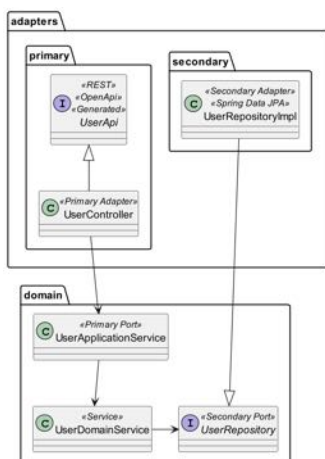 adapters
primary
«REST»
«OpenApi»
«Generated»
I
UserApi
«Primary Adapter»
C
UserController
secondary
«Secondary Adapter»
«Spring Data JPA»
C
UserRepositoryImpl
domain
«Primary Port»
C
UserApplicationService
«Service»
C
UserDomainService
«Secondary Port»
I
UserRepository